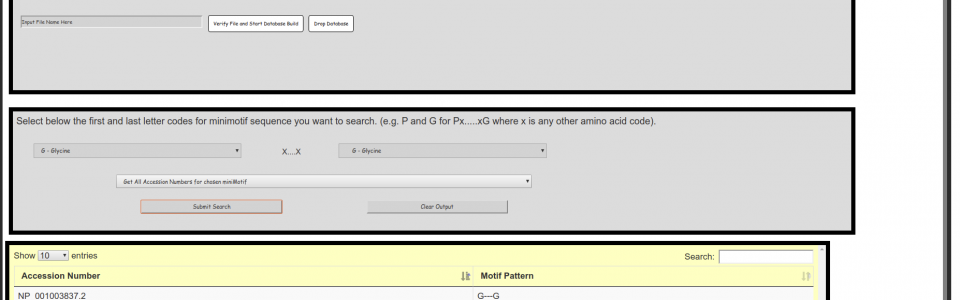 Input File Name Here Verify File and Start Database Build Drop Database
Select below the first and last letter codes for minimotif sequence you want to search. (e.g. P and G for Px.....xG where x is any other amino acid code).
G - Glycine X....X G - Glycine
Get All Accession Numbers for chosen miniMotif
Submit Search Clear Output
Show 10 entries Search:
Accession Number Motif Pattern
NP_001003837.2 G---G